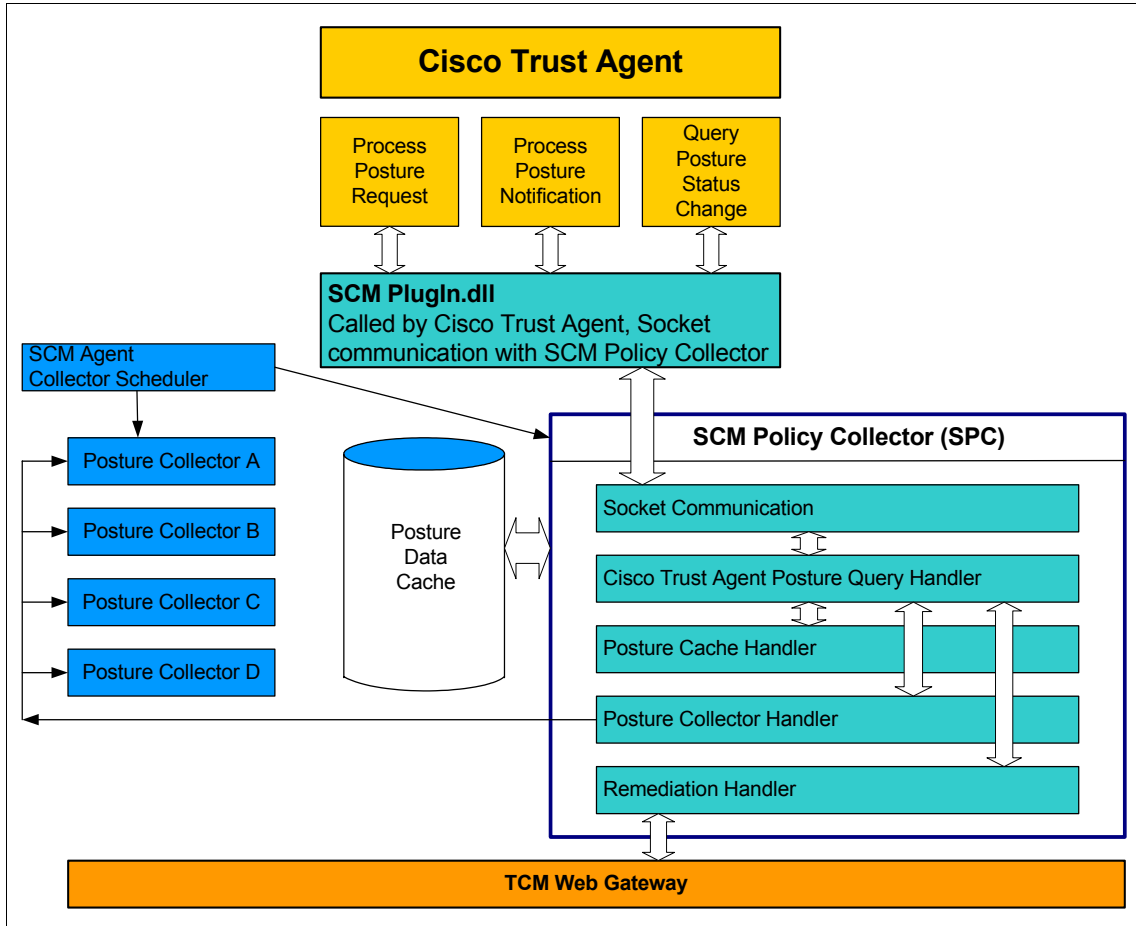 Cisco Trust Agent
Process
Posture
Request
Process
Posture
Notification
Query
Posture
Status
Change
SCM PlugIn.dll
Called by Cisco Trust Agent, Socket
communication with SCM Policy Collector
SCM Agent
Collector Scheduler
Posture Collector A
Posture Collector B
Posture Collector C
Posture Collector D
Posture
Data
Cache
SCM Policy Collector (SPC)
Socket Communication
Cisco Trust Agent Posture Query Handler
Posture Cache Handler
Posture Collector Handler
Remediation Handler
TCM Web Gateway